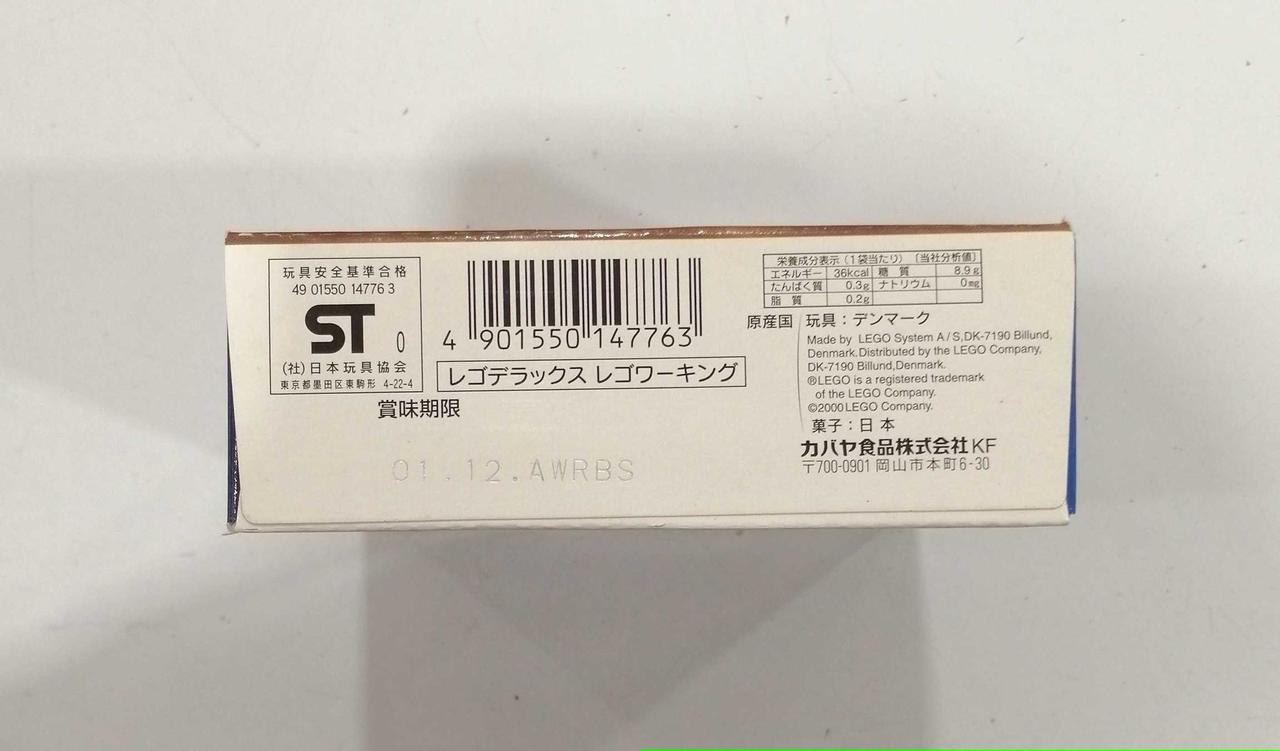 玩具安全基準合格
49 01550 14776 3
ST 0
(社)日本玩具協会
東京都墨田区東駒形 4-22-4
4 901550 147763
レゴデラックス レゴワーキング
賞味期限
01.12.AWRBS
栄養成分表示(1袋当たり)〔当社分析値〕
エネルギー 36kcal 糖 質 8.9g
たんぱく質 0.3g ナトリウム 0mg
脂 質 0.2g
原産国 玩具:デンマーク
Made by LEGO System A/S,DK-7190 Billund,
Denmark.Distributed by the LEGO Company,
DK-7190 Billund,Denmark.
®LEGO is a registered trademark
of the LEGO Company.
©2000 LEGO Company.
菓子:日本
カバヤ食品株式会社 KF
〒700-0901 岡山市本町6-30